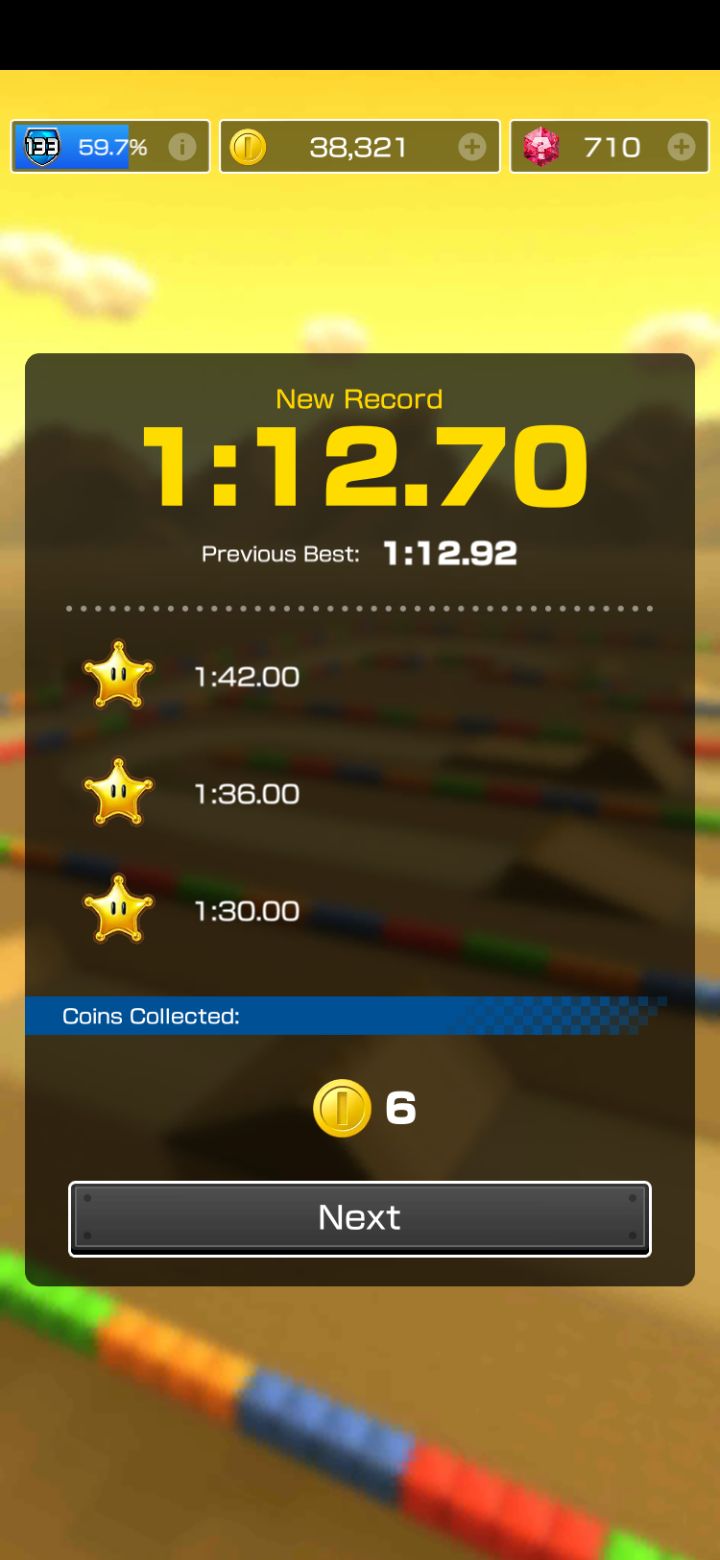 133 59.7% i 38,321 + 710 +
New Record
1:12.70
Previous Best: 1:12.92
1:42.00
1:36.00
1:30.00
Coins Collected:
6
Next